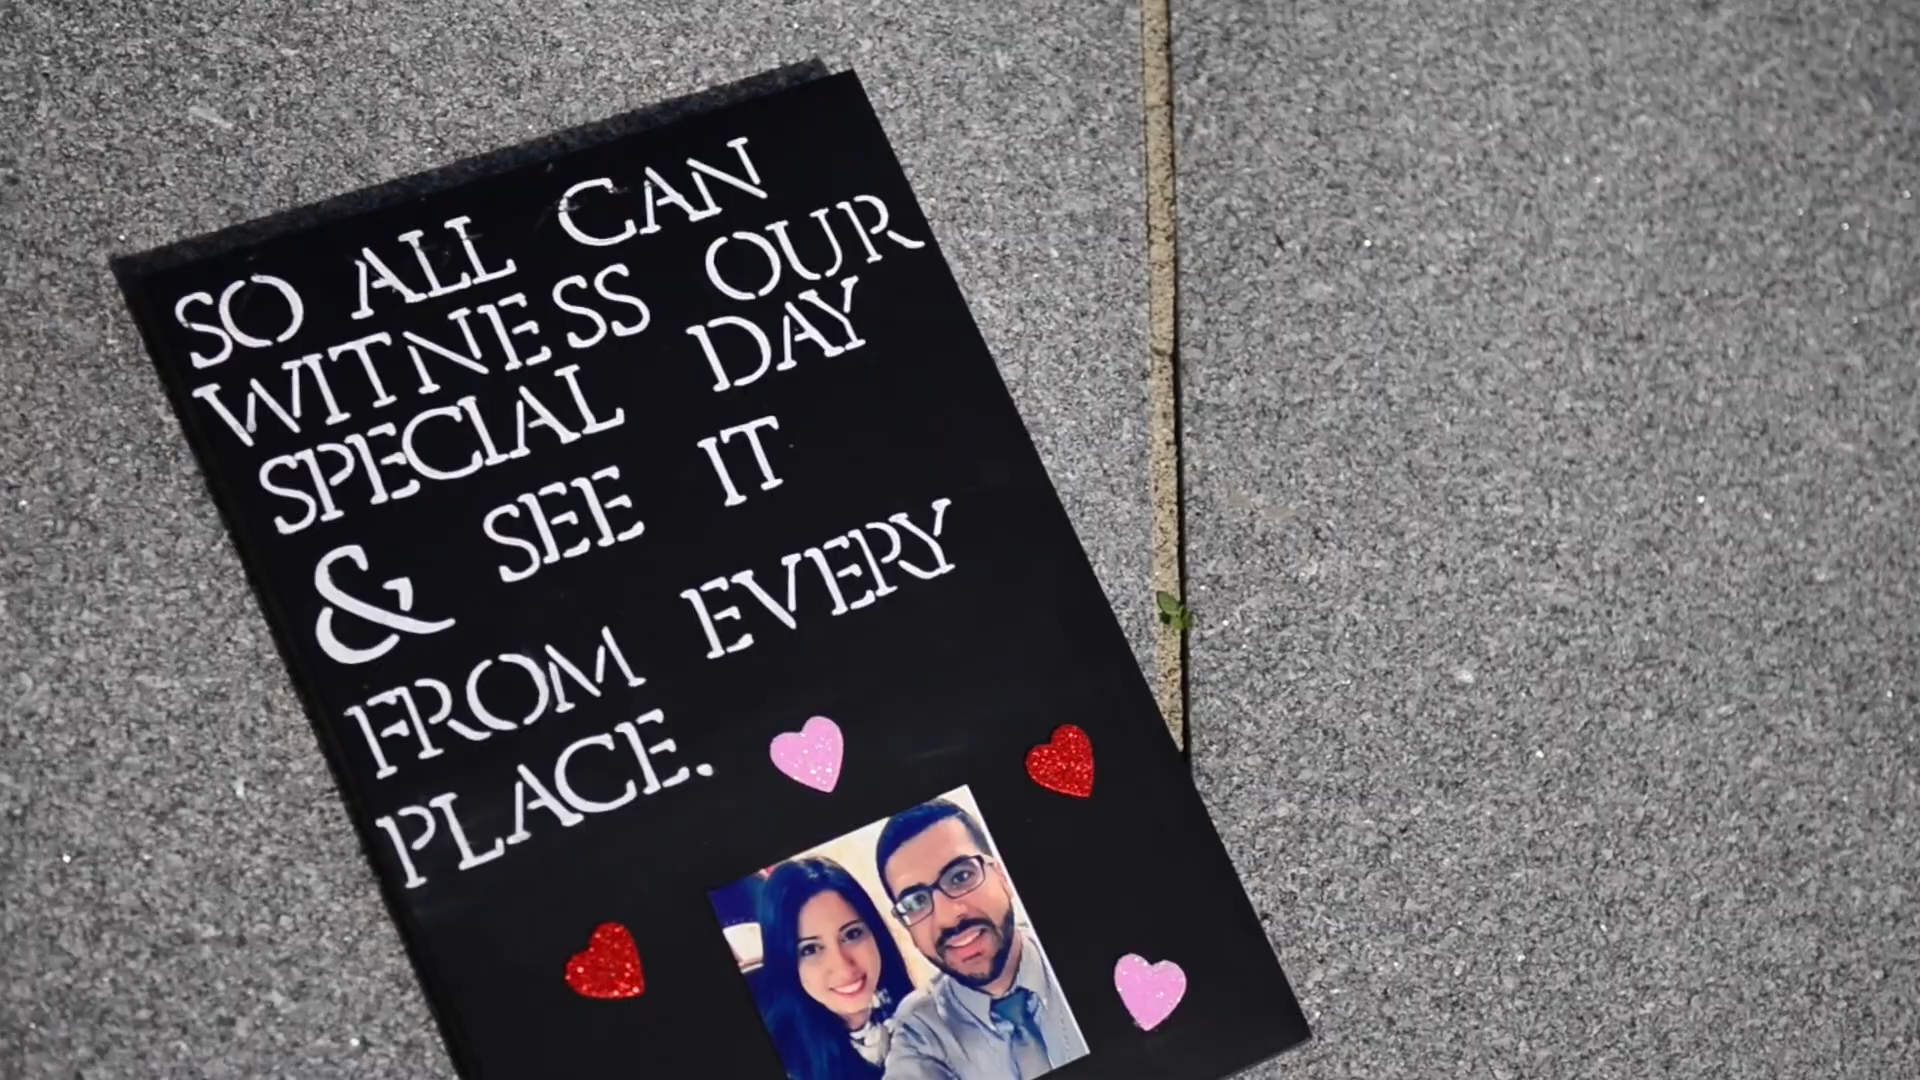 SO ALL CAN
WITNESS OUR
SPECIAL DAY
& SEE IT
FROM EVERY
PLACE.